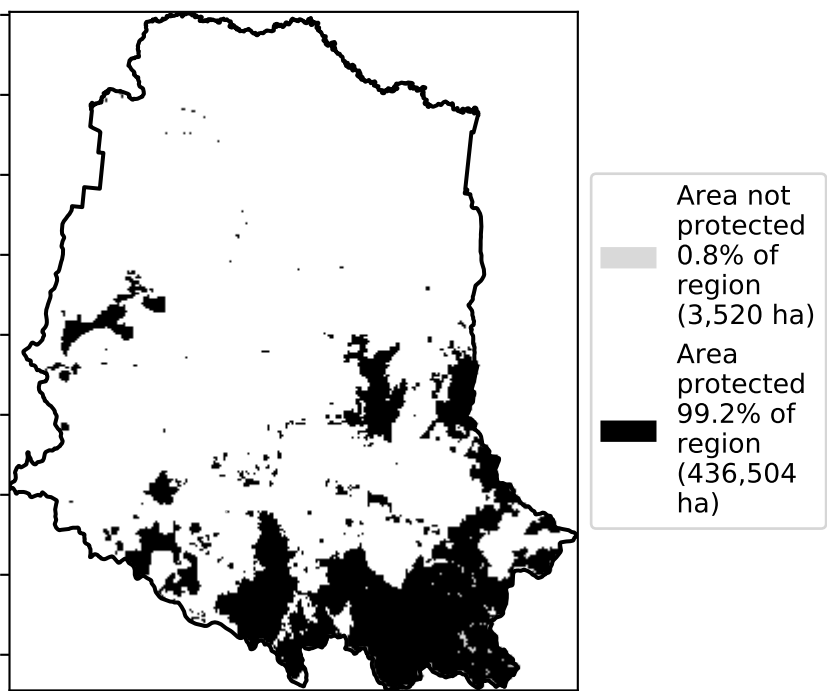 Area not
protected
0.8% of
region
(3,520 ha)
Area
protected
99.2% of
region
(436,504
ha)